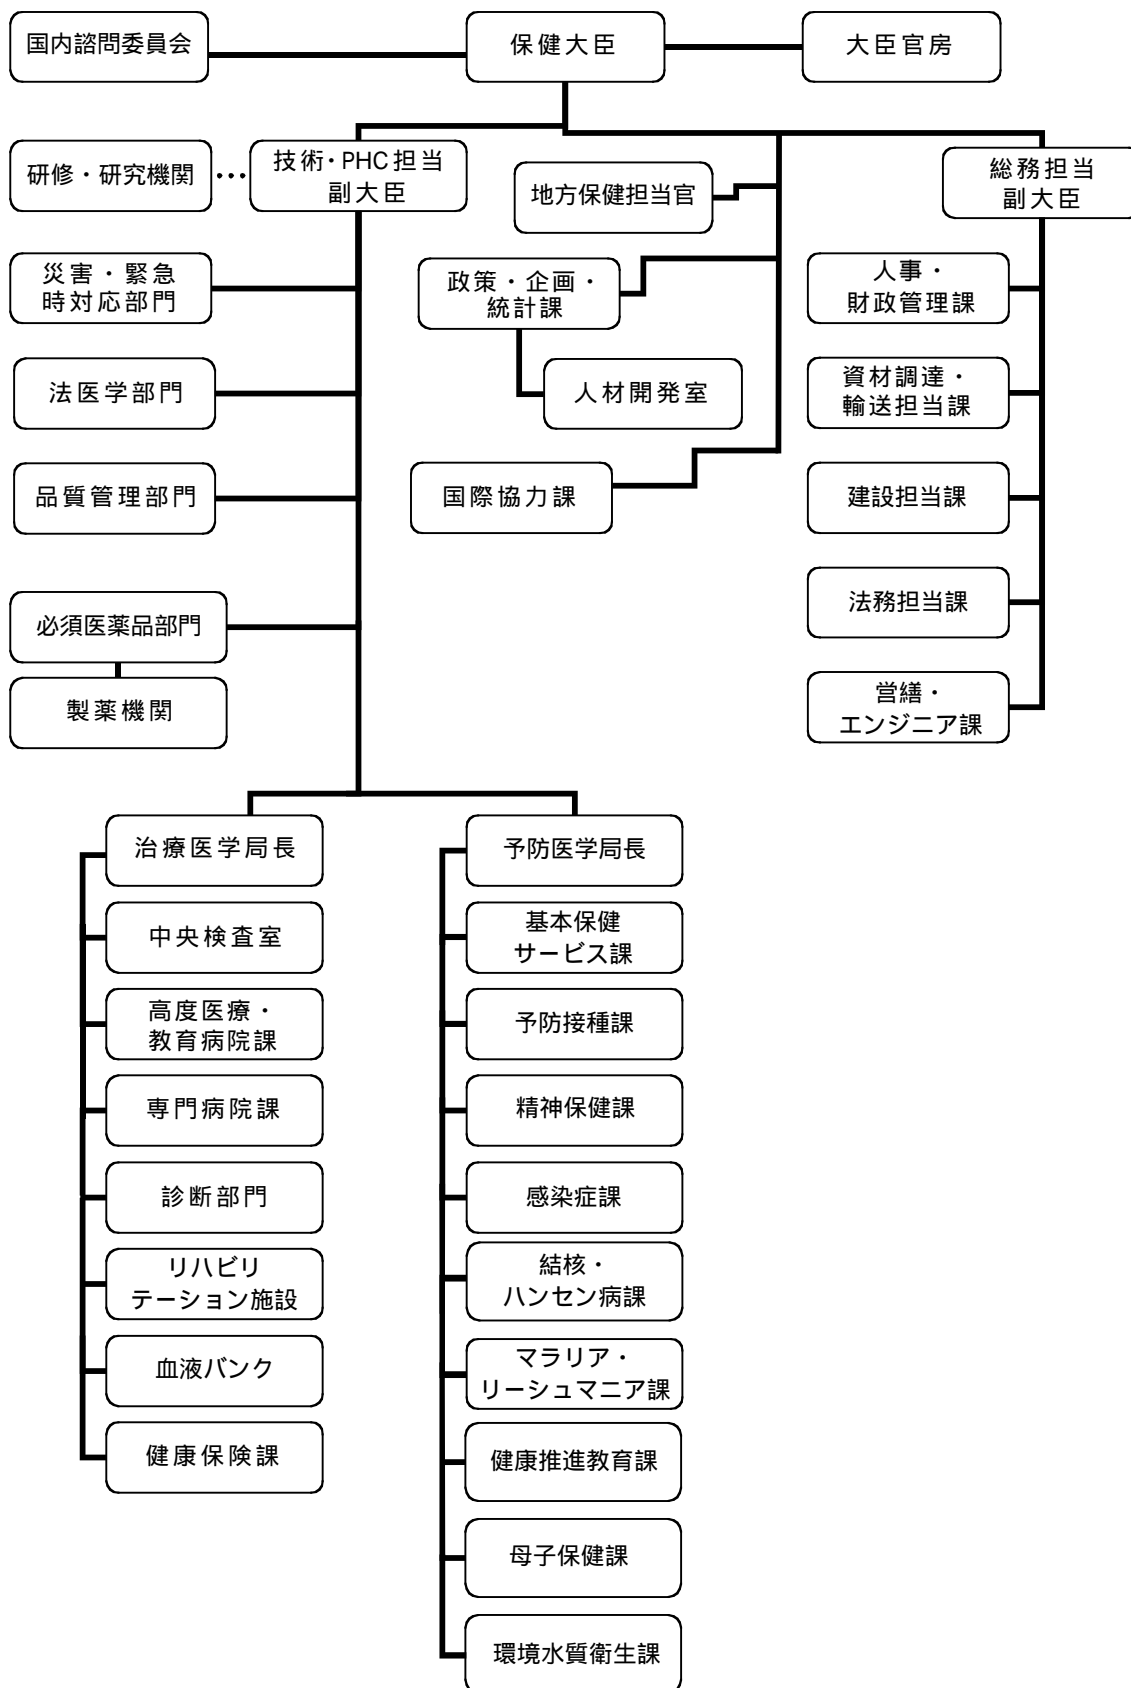 国内諮問委員会
保健大臣
大臣官房
研修・研究機関
技術・PHC担当
副大臣
地方保健担当官
総務担当
副大臣
災害・緊急
時対応部門
政策・企画・
統計課
人事・
財政管理課
法医学部門
人材開発室
資材調達・
輸送担当課
品質管理部門
国際協力課
建設担当課
必須医薬品部門
法務担当課
製薬機関
営繕・
エンジニア課
治療医学局長
中央検査室
高度医療・
教育病院課
専門病院課
診断部門
リハビリ
テーション施設
血液バンク
健康保険課
予防医学局長
基本保健
サービス課
予防接種課
精神保健課
感染症課
結核・
ハンセン病課
マラリア・
リーシュマニア課
健康推進教育課
母子保健課
環境水質衛生課